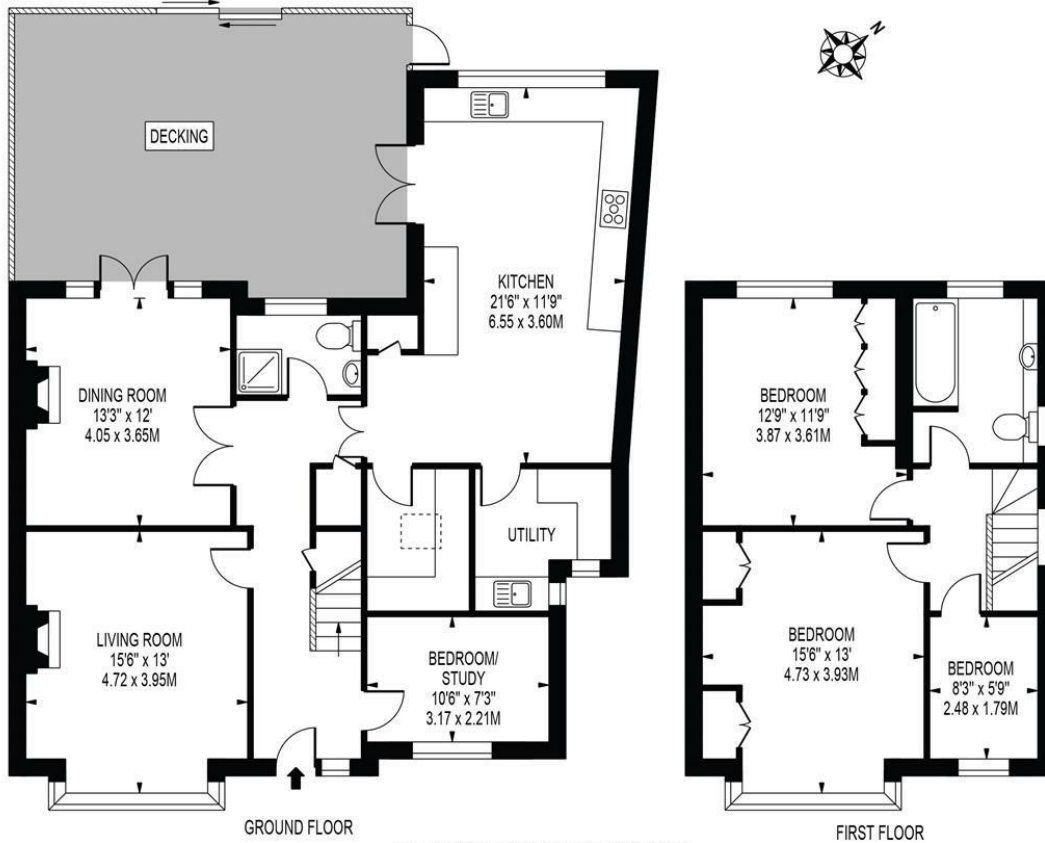 N
DECKING
KITCHEN
21'6" x 11'9"
6.55 x 3.60M
DINING ROOM
13'3" x 12'
4.05 x 3.65M
UTILITY
LIVING ROOM
15'6" x 13'
4.72 x 3.95M
BEDROOM/
STUDY
10'6" x 7'3"
3.17 x 2.21M
GROUND FLOOR
BEDROOM
12'9" x 11'9"
3.87 x 3.61M
BEDROOM
15'6" x 13'
4.73 x 3.93M
BEDROOM
8'3" x 5'9"
2.48 x 1.79M
FIRST FLOOR